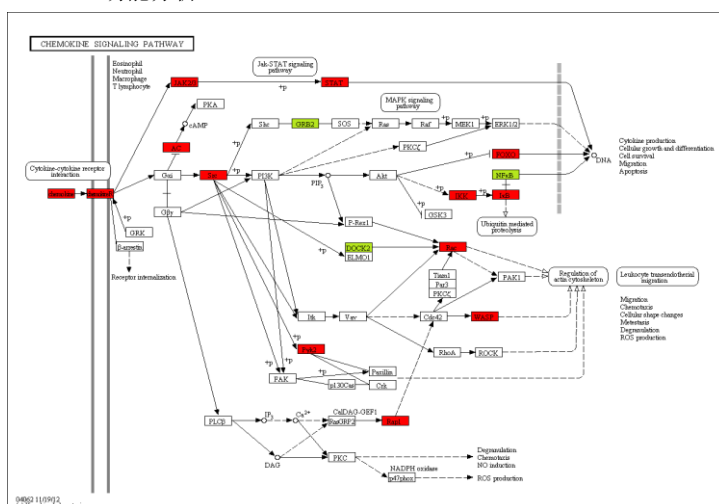 CHEMOKINE SIGNALING PATHWAY
Eosinophil
Neutrophil
Macrophage
T lymphocyte
Jak-STAT signaling
pathway
JAK2/3
STAT
+p
PKA
cAMP
AC
Shc
GRB2
SOS
Ras
Raf
MEK1
ERK1/2
MAPK signaling
pathway
PKCζ
+p
+p
Cytokine-cytokine receptor
interaction
Gαi
Src
+p
PI3K
PIP3
Akt
+p
FOXO
DNA
Cytokine production
Cellular growth and differentiation
Cell survival
Migration
Apoptosis
NFκB
+p
IKK
+p
IκB
GSK3
Ubiquitin mediated
proteolysis
Gβγ
+p
GRK
β-arrestin
Receptor internalization
P-Rex1
+p
DOCK2
ELMO1
Rac
Tiam1
Par3
PKCζ
PAK1
Regulation of
actin cytoskeleton
Leukocyte transendothelial
migration
Migration
Chemotaxis
Cellular shape changes
Metastasis
Degranulation
ROS production
Itk
Vav
Cdc42
WASP
RhoA
ROCK
+p
Pyk2
+p
FAK
+p
+p
Paxillin
p130Cas
Crk
PLCβ
IP3
Ca2+
CalDAG-GEF1
RasGRP2
Rap1
DAG
PKC
NADPH oxidase
p47phox
Degranulation
Chemotaxis
NO induction
ROS production
04062 11/19/12